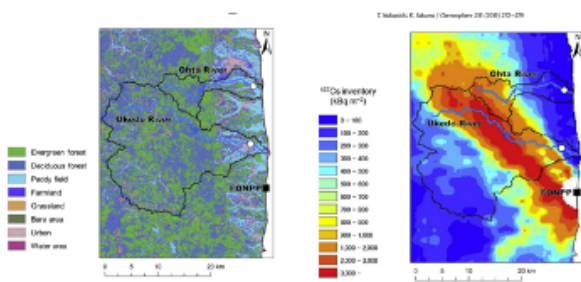 N
Ohta River
Ukedo River
FDNPP
Evergreen forest
Deciduous forest
Paddy field
Farmland
Grassland
Bare area
Urban
Water area
0 5 10 20 km
N
Ohta River
Ukedo River
FDNPP
Cs inventory
(kBq m⁻²)
0 – 100
100 – 200
200 – 300
300 – 400
400 – 500
500 – 600
600 – 700
700 – 800
800 – 900
900 – 1,000
1,000 – 2,000
2,000 – 3,000
3,000 –
0 5 10 20 km